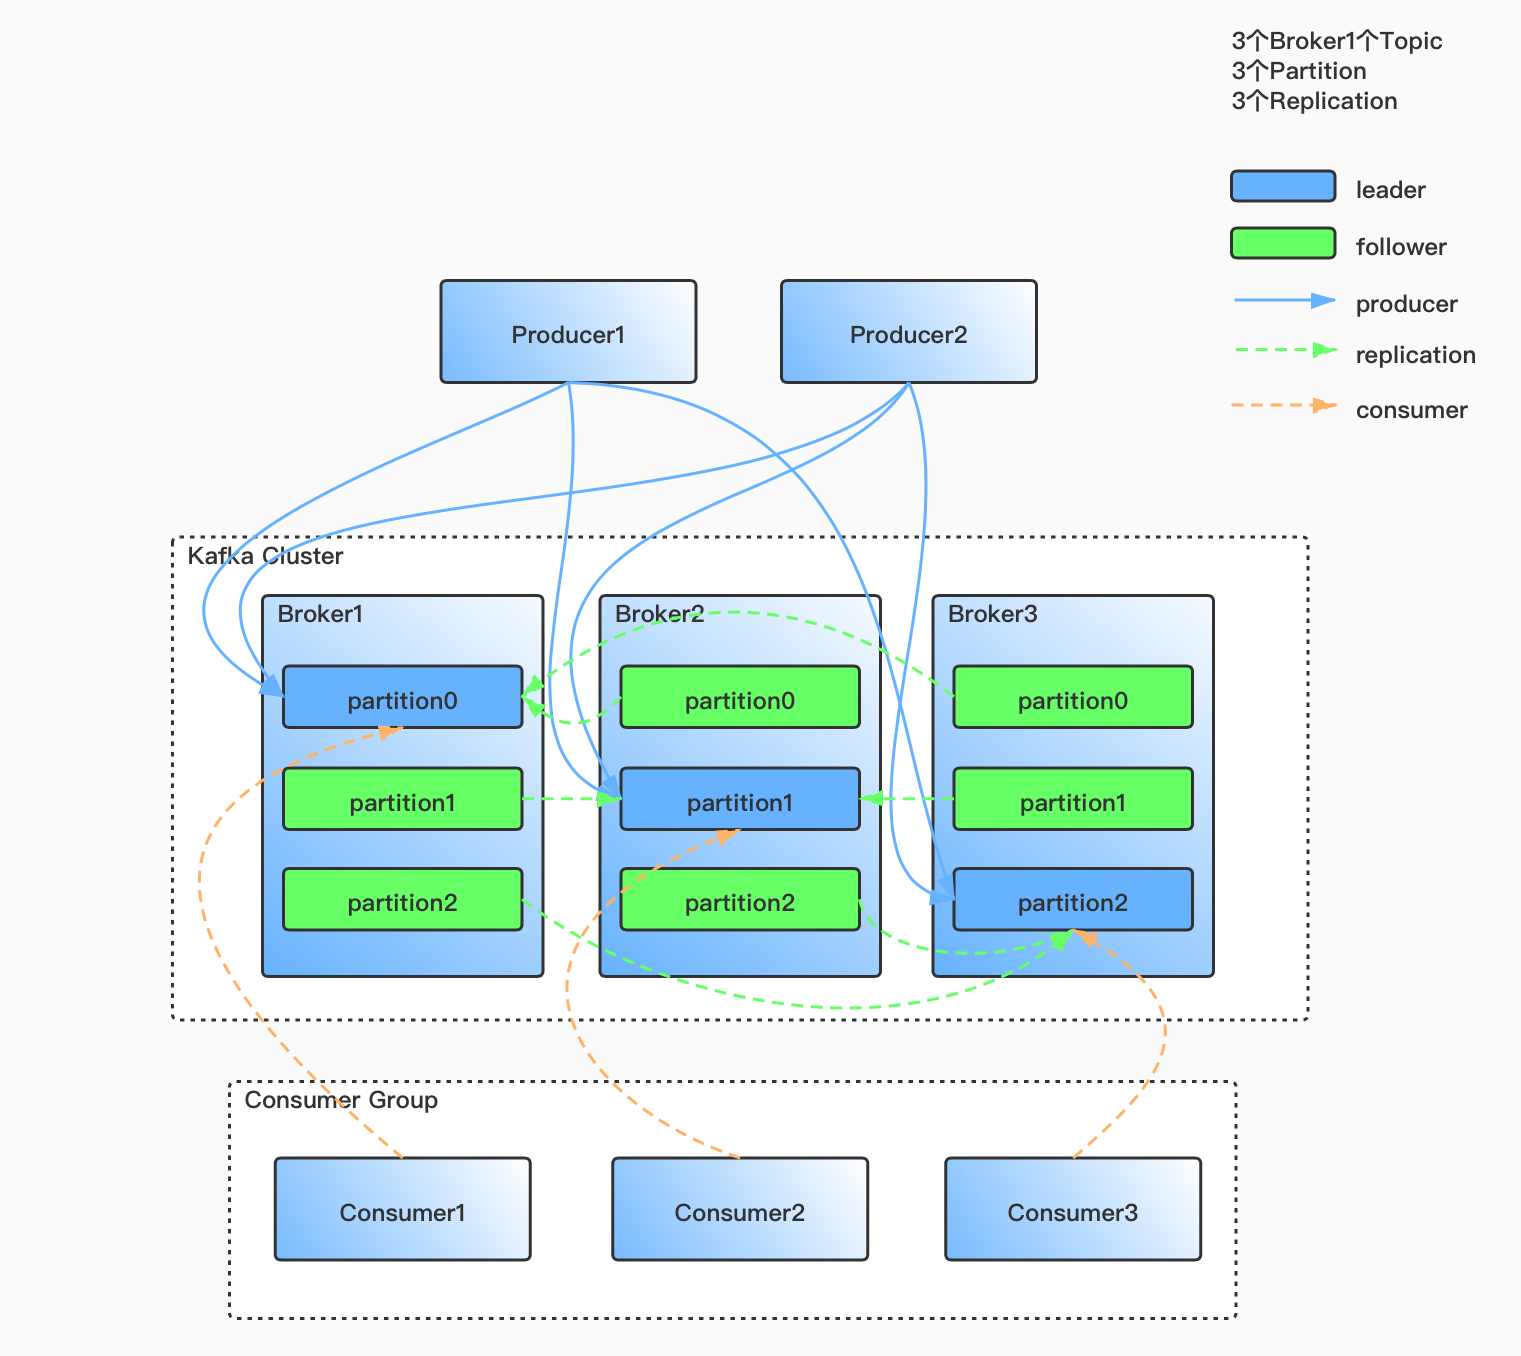 3个Broker1个Topic
3个Partition
3个Replication
leader
follower
producer
replication
consumer
Producer1
Producer2
Kafka Cluster
Broker1
Broker2
Broker3
partition0
partition0
partition0
partition1
partition1
partition1
partition2
partition2
partition2
Consumer Group
Consumer1
Consumer2
Consumer3